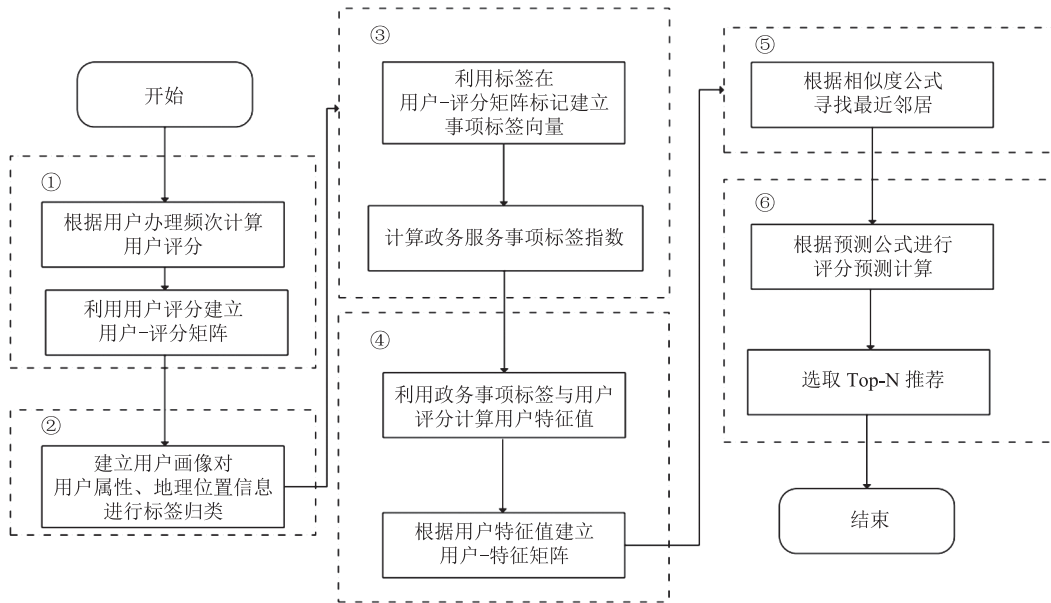 开始
①
根据用户办理频次计算
用户评分
利用用户评分建立
用户-评分矩阵
②
建立用户画像对
用户属性、地理位置信息
进行标签归类
③
利用标签在
用户-评分矩阵标记建立
事项标签向量
计算政务服务事项标签指数
④
利用政务事项标签与用户
评分计算用户特征值
根据用户特征值建立
用户-特征矩阵
⑤
根据相似度公式
寻找最近邻居
⑥
根据预测公式进行
评分预测计算
选取 Top-N 推荐
结束